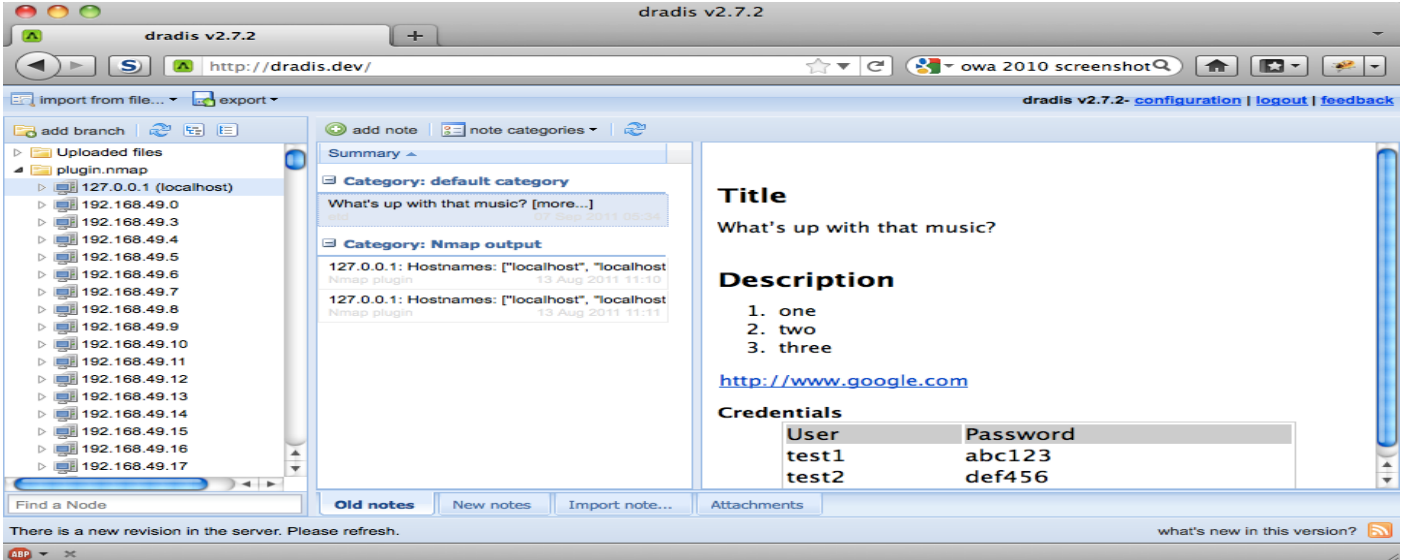 dradis v2.7.2
dradis v2.7.2
http://dradis.dev/
owa 2010 screenshot
import from file...
export
dradis v2.7.2- configuration | logout | feedback
add branch
add note
note categories
Uploaded files
plugin.nmap
127.0.0.1 (localhost)
192.168.49.0
192.168.49.3
192.168.49.4
192.168.49.5
192.168.49.6
192.168.49.7
192.168.49.8
192.168.49.9
192.168.49.10
192.168.49.11
192.168.49.12
192.168.49.13
192.168.49.14
192.168.49.15
192.168.49.16
192.168.49.17
Find a Node
Summary
Category: default category
What's up with that music? [more...]
etd 07 Sep 2011 05:34
Category: Nmap output
127.0.0.1: Hostnames: ["localhost", "localhost
Nmap plugin 13 Aug 2011 11:10
127.0.0.1: Hostnames: ["localhost", "localhost
Nmap plugin 13 Aug 2011 11:11
Title
What's up with that music?
Description
1. one
2. two
3. three
http://www.google.com
Credentials
User Password
test1 abc123
test2 def456
Old notes
New notes
Import note...
Attachments
There is a new revision in the server. Please refresh.
what's new in this version?
ABP